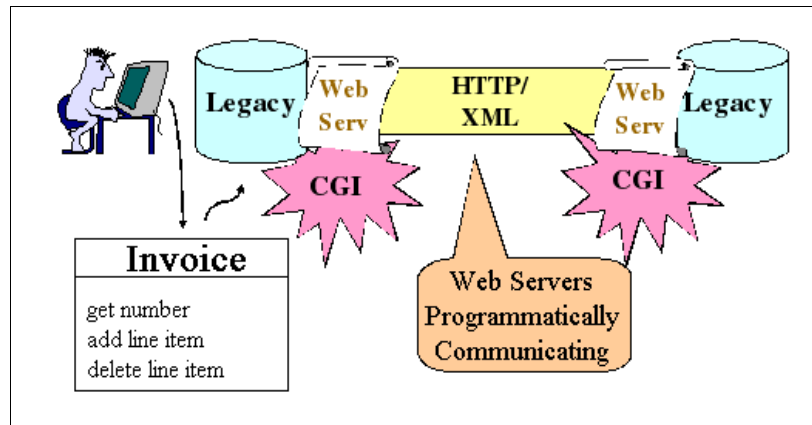 Legacy
Web
Serv
HTTP/
XML
Web
Serv
Legacy
CGI
CGI
Invoice
get number
add line item
delete line item
Web Servers
Programmatically
Communicating